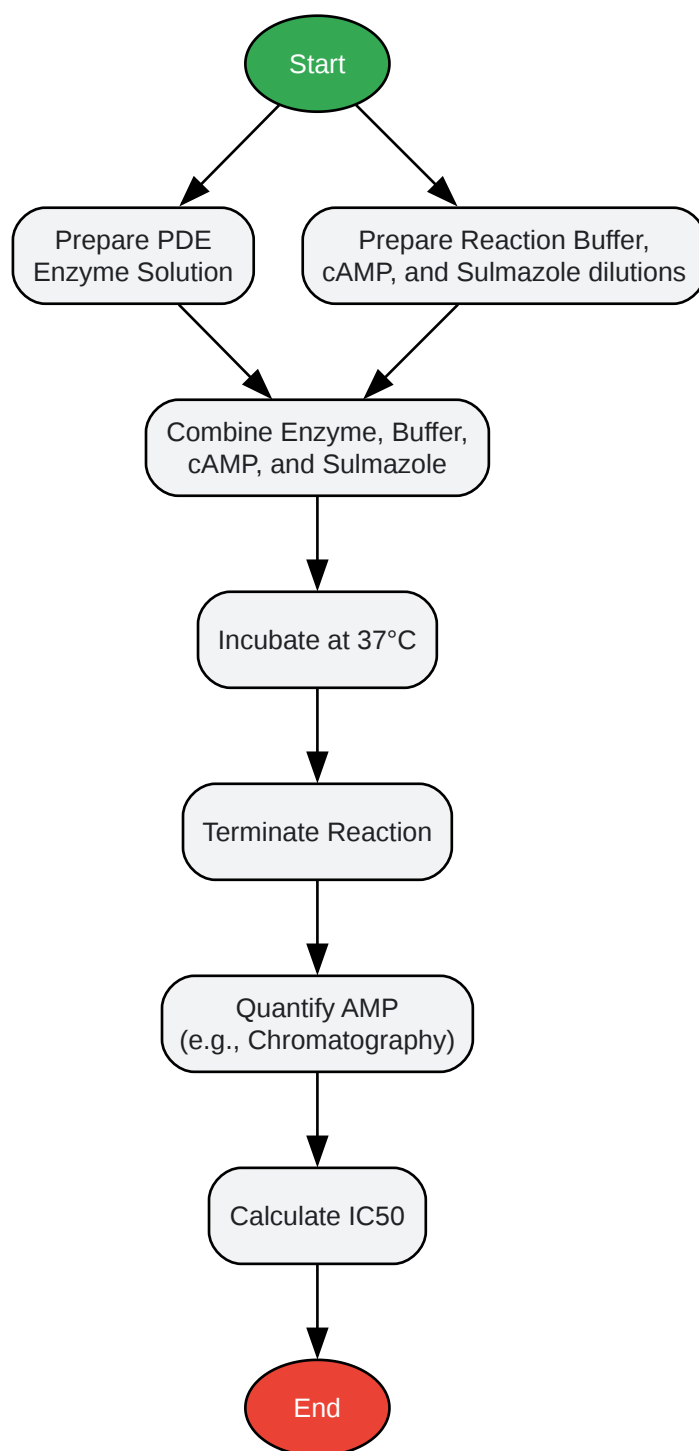 Start
Prepare PDE
Enzyme Solution
Prepare Reaction Buffer,
cAMP, and Sulmazole dilutions
Combine Enzyme, Buffer,
cAMP, and Sulmazole
Incubate at 37°C
Terminate Reaction
Quantify AMP
(e.g., Chromatography)
Calculate IC50
End